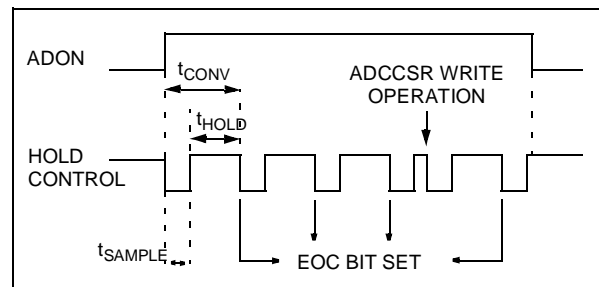 ADON
tCONV
ADCCSR WRITE
OPERATION
tHOLD
HOLD
CONTROL
tSAMPLE
EOC BIT SET